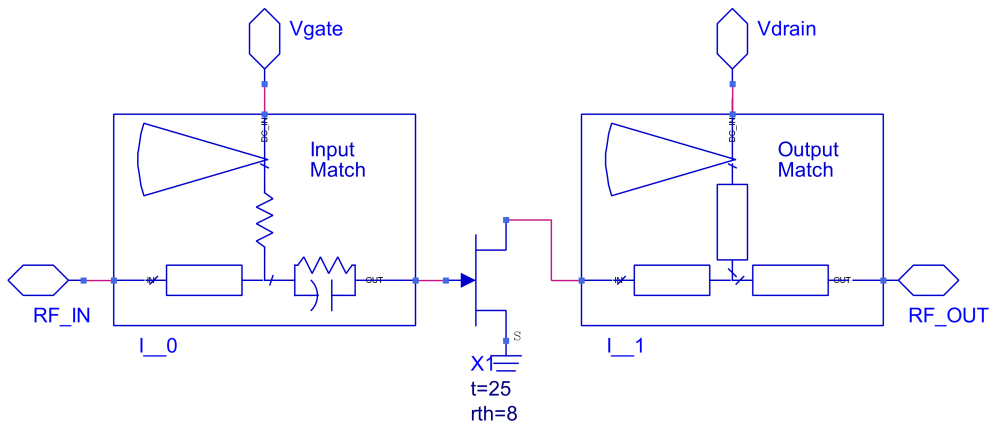 Vgate
Vdrain
DC_IN
DC_IN
Input
Match
Output
Match
IN
OUT
IN
OUT
RF_IN
S
RF_OUT
I__0
X1
I__1
t=25
rth=8